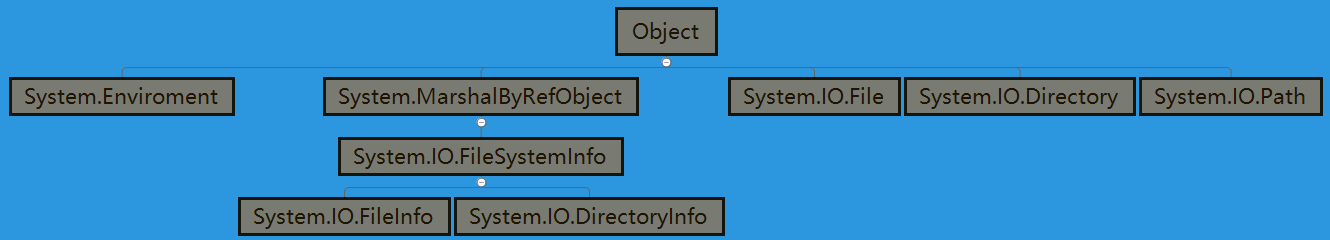 Object
System.Enviroment
System.MarshalByRefObject
System.IO.File
System.IO.Directory
System.IO.Path
System.IO.FileSystemInfo
System.IO.FileInfo
System.IO.DirectoryInfo